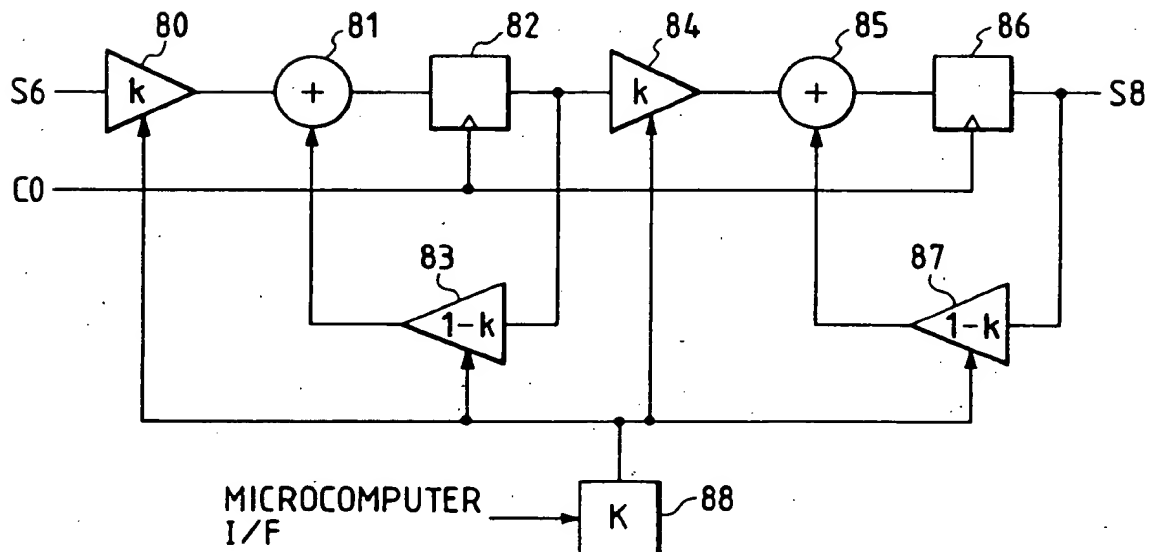 80 81 82 84 85 86
S6 k + k + S8
C0
83 87
1-k 1-k
MICROCOMPUTER
I/F
K 88